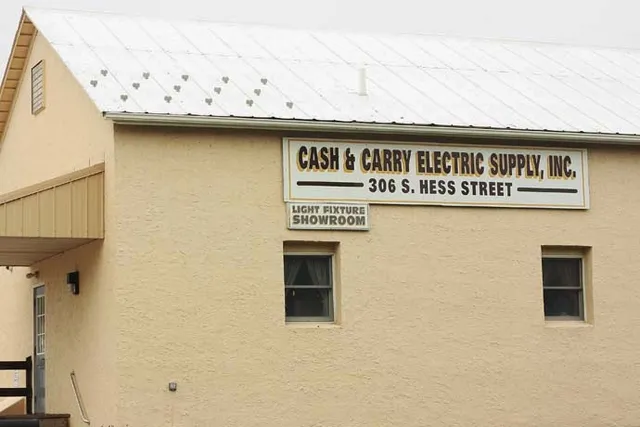 CASH & CARRY ELECTRIC SUPPLY, INC.
306 S. HESS STREET
LIGHT FIXTURE
SHOWROOM